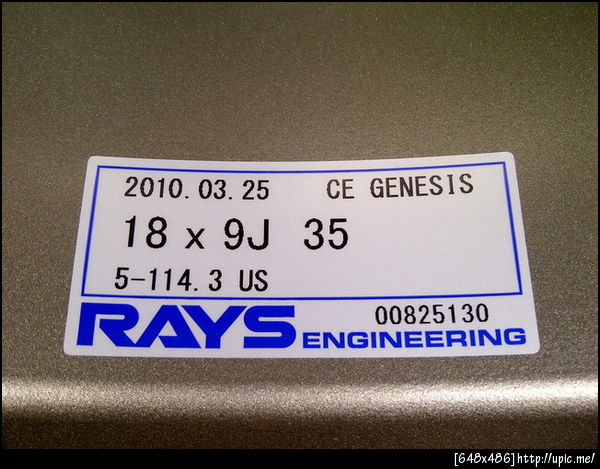 2010.03.25 CE GENESIS
18 x 9J 35
5-114.3 US
00825130
RAYS ENGINEERING
[648x486]http://upic.me/